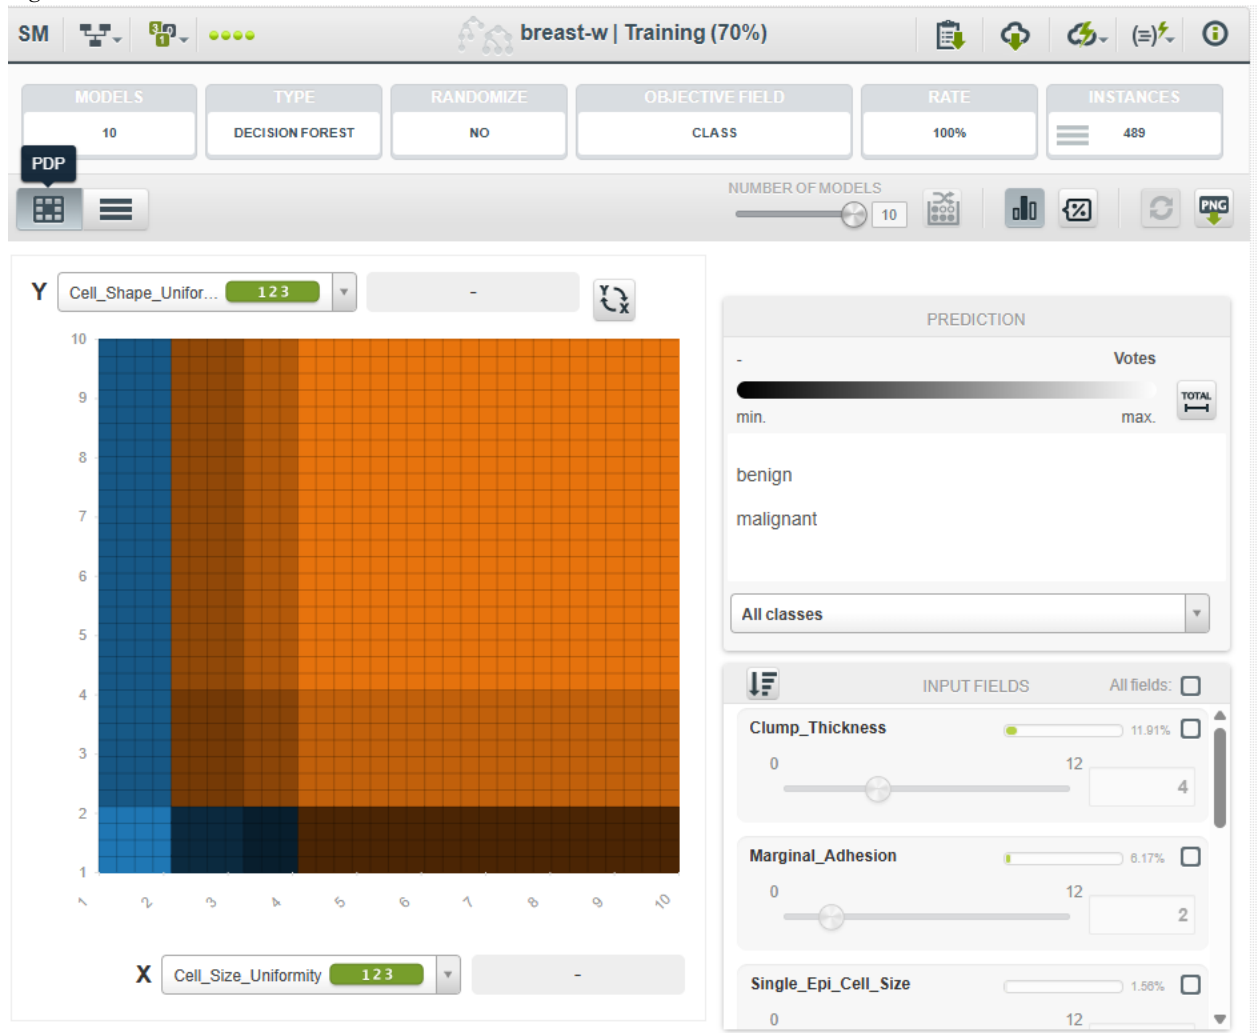 SM
breast-w | Training (70%)
MODELS TYPE RANDOMIZE OBJECTIVE FIELD RATE INSTANCES
10 DECISION FOREST NO CLASS 100% 489
PDP
NUMBER OF MODELS
10
PNG
Y Cell_Shape_Unifor... 123 -
Y X
10
9
8
7
6
5
4
3
2
1
1 2 3 4 5 6 7 8 9 10
X Cell_Size_Uniformity 123 -
PREDICTION
- Votes
TOTAL
min. max.
benign
malignant
All classes
INPUT FIELDS All fields:
Clump_Thickness 11.91%
0 12
4
Marginal_Adhesion 6.17%
0 12
2
Single_Epi_Cell_Size 1.56%
0 12